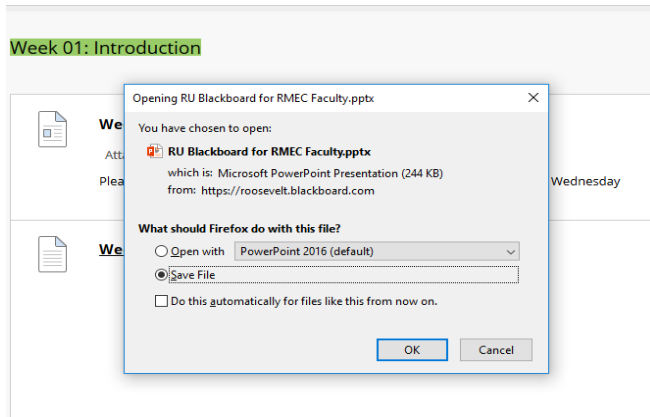 Week 01: Introduction
Opening RU Blackboard for RMEC Faculty.pptx
You have chosen to open:
RU Blackboard for RMEC Faculty.pptx
which is: Microsoft PowerPoint Presentation (244 KB)
from: https://roosevelt.blackboard.com
What should Firefox do with this file?
Open with PowerPoint 2016 (default)
Save File
Do this automatically for files like this from now on.
OK Cancel
We
Att
Plea Wednesday
We